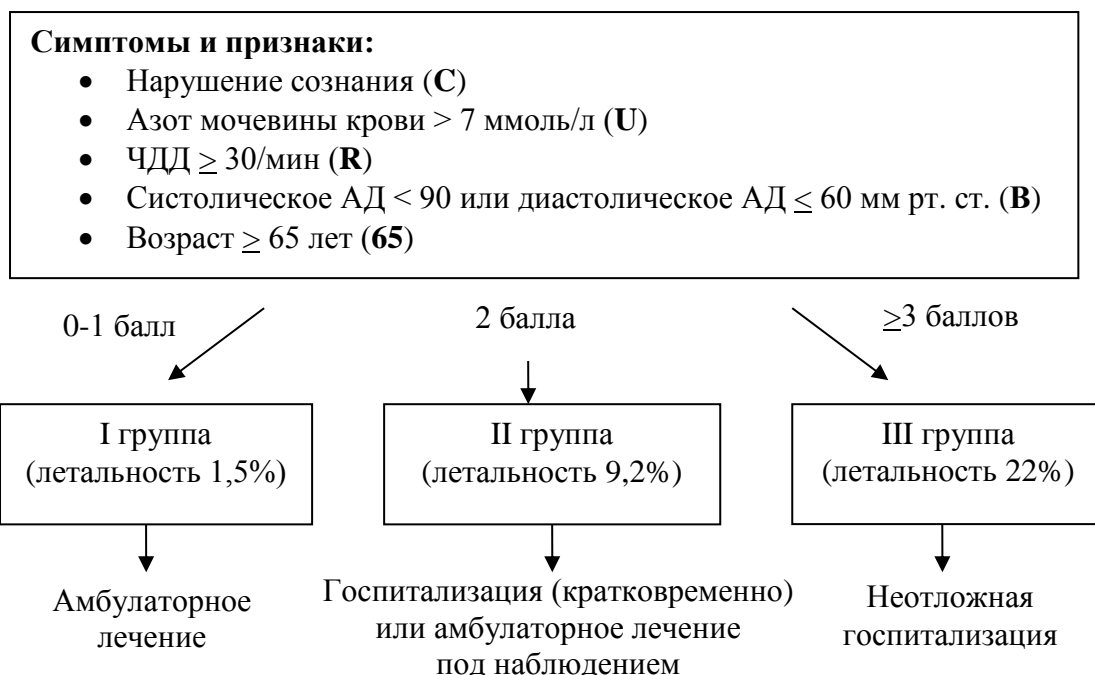 Симптомы и признаки:
• Нарушение сознания (C)
• Азот мочевины крови > 7 ммоль/л (U)
• ЧДД ≥ 30/мин (R)
• Систолическое АД < 90 или диастолическое АД ≤ 60 мм рт. ст. (B)
• Возраст ≥ 65 лет (65)
0-1 балл
2 балла
≥3 баллов
I группа
(летальность 1,5%)
II группа
(летальность 9,2%)
III группа
(летальность 22%)
Амбулаторное
лечение
Госпитализация (кратковременно)
или амбулаторное лечение
под наблюдением
Неотложная
госпитализация